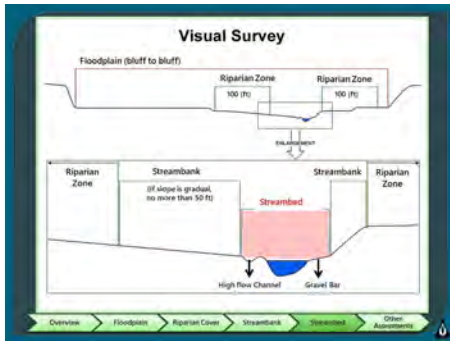 Visual Survey
Floodplain (bluff to bluff)
Riparian Zone
Riparian Zone
100 (ft)
100 (ft)
ENLARGEMENT
Riparian
Zone
Streambank
(If slope is gradual,
no more than 50 ft)
Streambed
Streambank
Riparian
Zone
High flow Channel
Gravel Bar
Overview
Floodplain
Riparian Cover
Streambank
Streambed
Other
Assessments